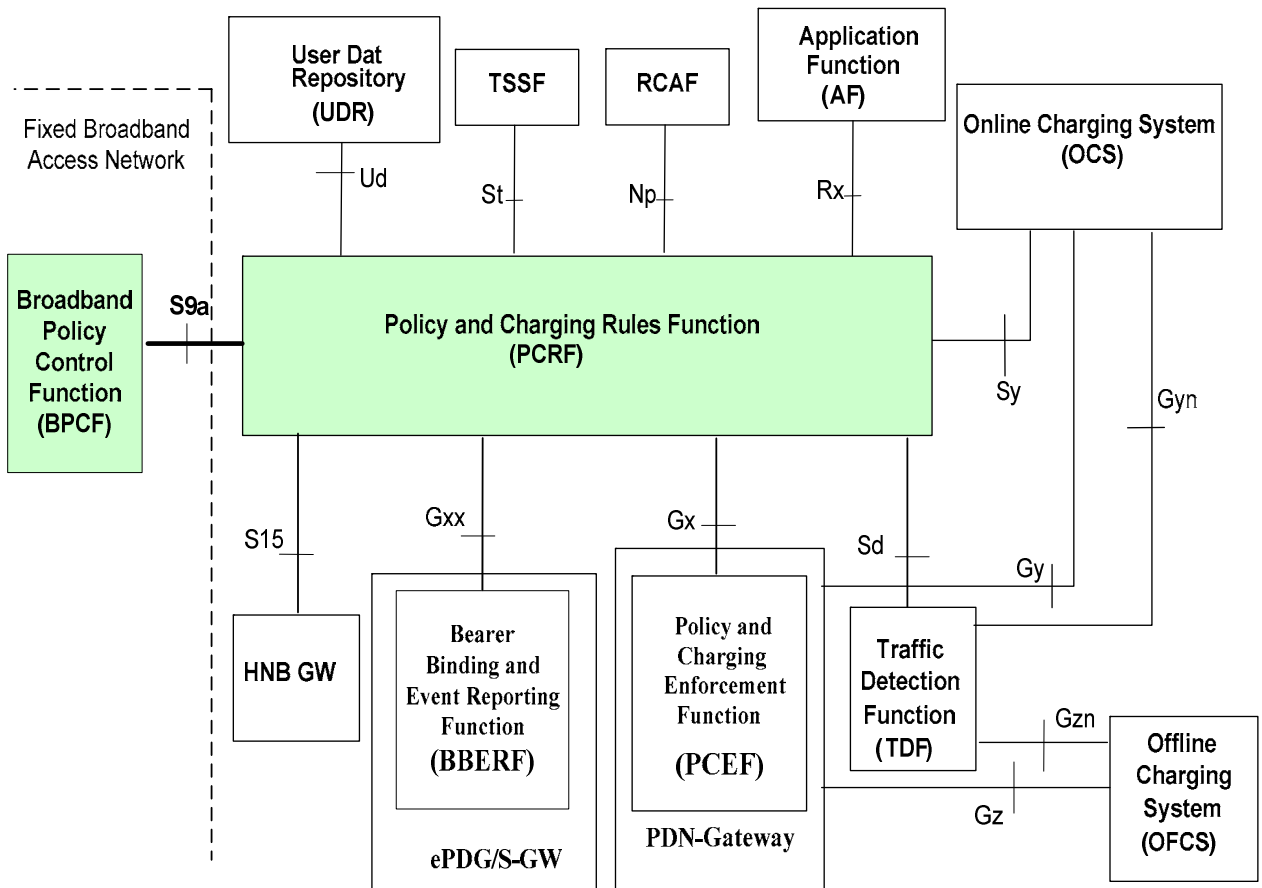 User Dat
Repository
(UDR)
TSSF
RCAF
Application
Function
(AF)
Online Charging System
(OCS)
Fixed Broadband
Access Network
Ud
St
Np
Rx
Broadband
Policy
Control
Function
(BPCF)
S9a
Policy and Charging Rules Function
(PCRF)
Sy
Gyn
S15
Gxx
Gx
Sd
Gy
HNB GW
Bearer
Binding and
Event Reporting
Function
(BBERF)
ePDG/S-GW
Policy and
Charging
Enforcement
Function
(PCEF)
PDN-Gateway
Traffic
Detection
Function
(TDF)
Gzn
Gz
Offline
Charging
System
(OFCS)